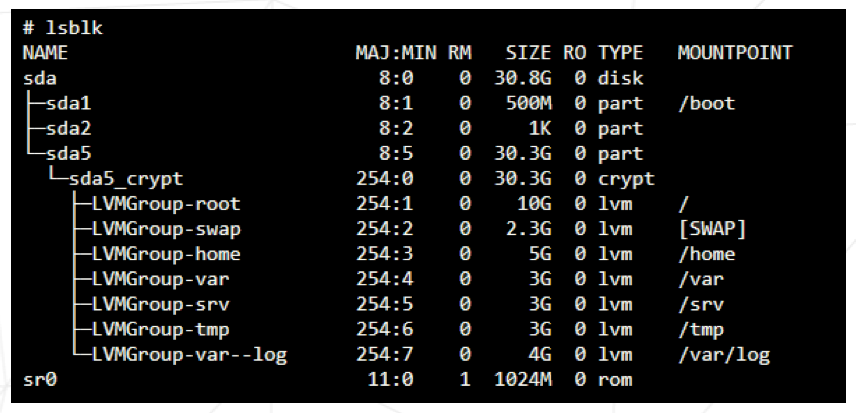 # lsblk
NAME                          MAJ:MIN RM   SIZE RO TYPE  MOUNTPOINT
sda                             8:0    0  30.8G  0 disk
├─sda1                          8:1    0   500M  0 part  /boot
├─sda2                          8:2    0     1K  0 part
└─sda5                          8:5    0  30.3G  0 part
  └─sda5_crypt                254:0    0  30.3G  0 crypt
    ├─LVMGroup-root           254:1    0    10G  0 lvm   /
    ├─LVMGroup-swap           254:2    0   2.3G  0 lvm   [SWAP]
    ├─LVMGroup-home           254:3    0     5G  0 lvm   /home
    ├─LVMGroup-var            254:4    0     3G  0 lvm   /var
    ├─LVMGroup-srv            254:5    0     3G  0 lvm   /srv
    ├─LVMGroup-tmp            254:6    0     3G  0 lvm   /tmp
    └─LVMGroup-var--log       254:7    0     4G  0 lvm   /var/log
sr0                            11:0    1  1024M  0 rom